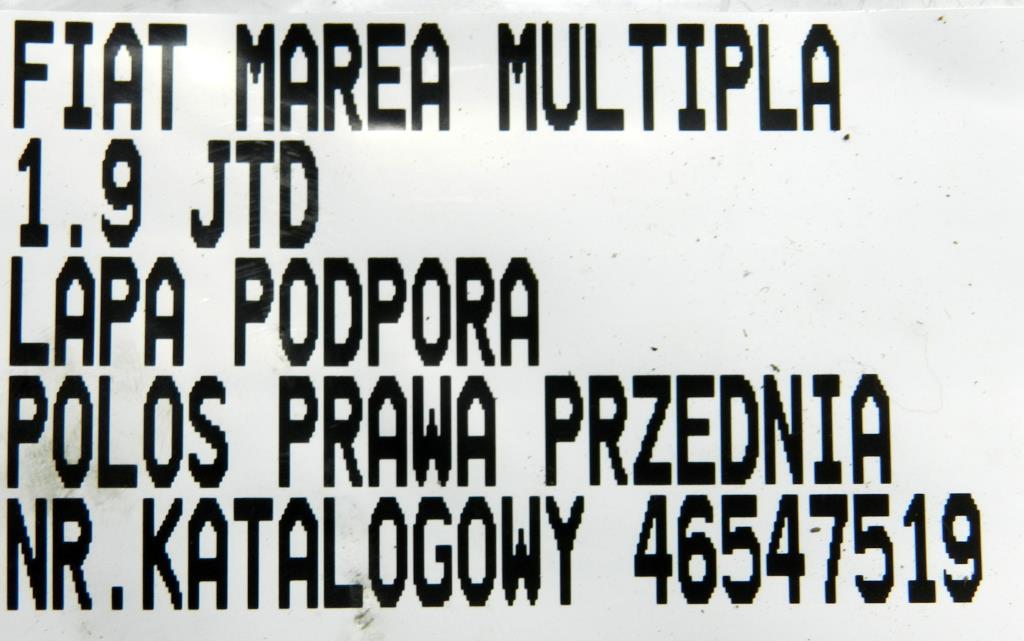 FIAT MAREA MULTIPLA
1.9 JTD
LAPA PODPORA
POLOS PRAWA PRZEDNIA
NR.KATALOGOWY 46547519